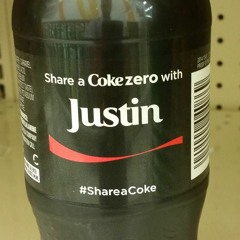 Share a Coke zero with
Justin
#ShareaCoke